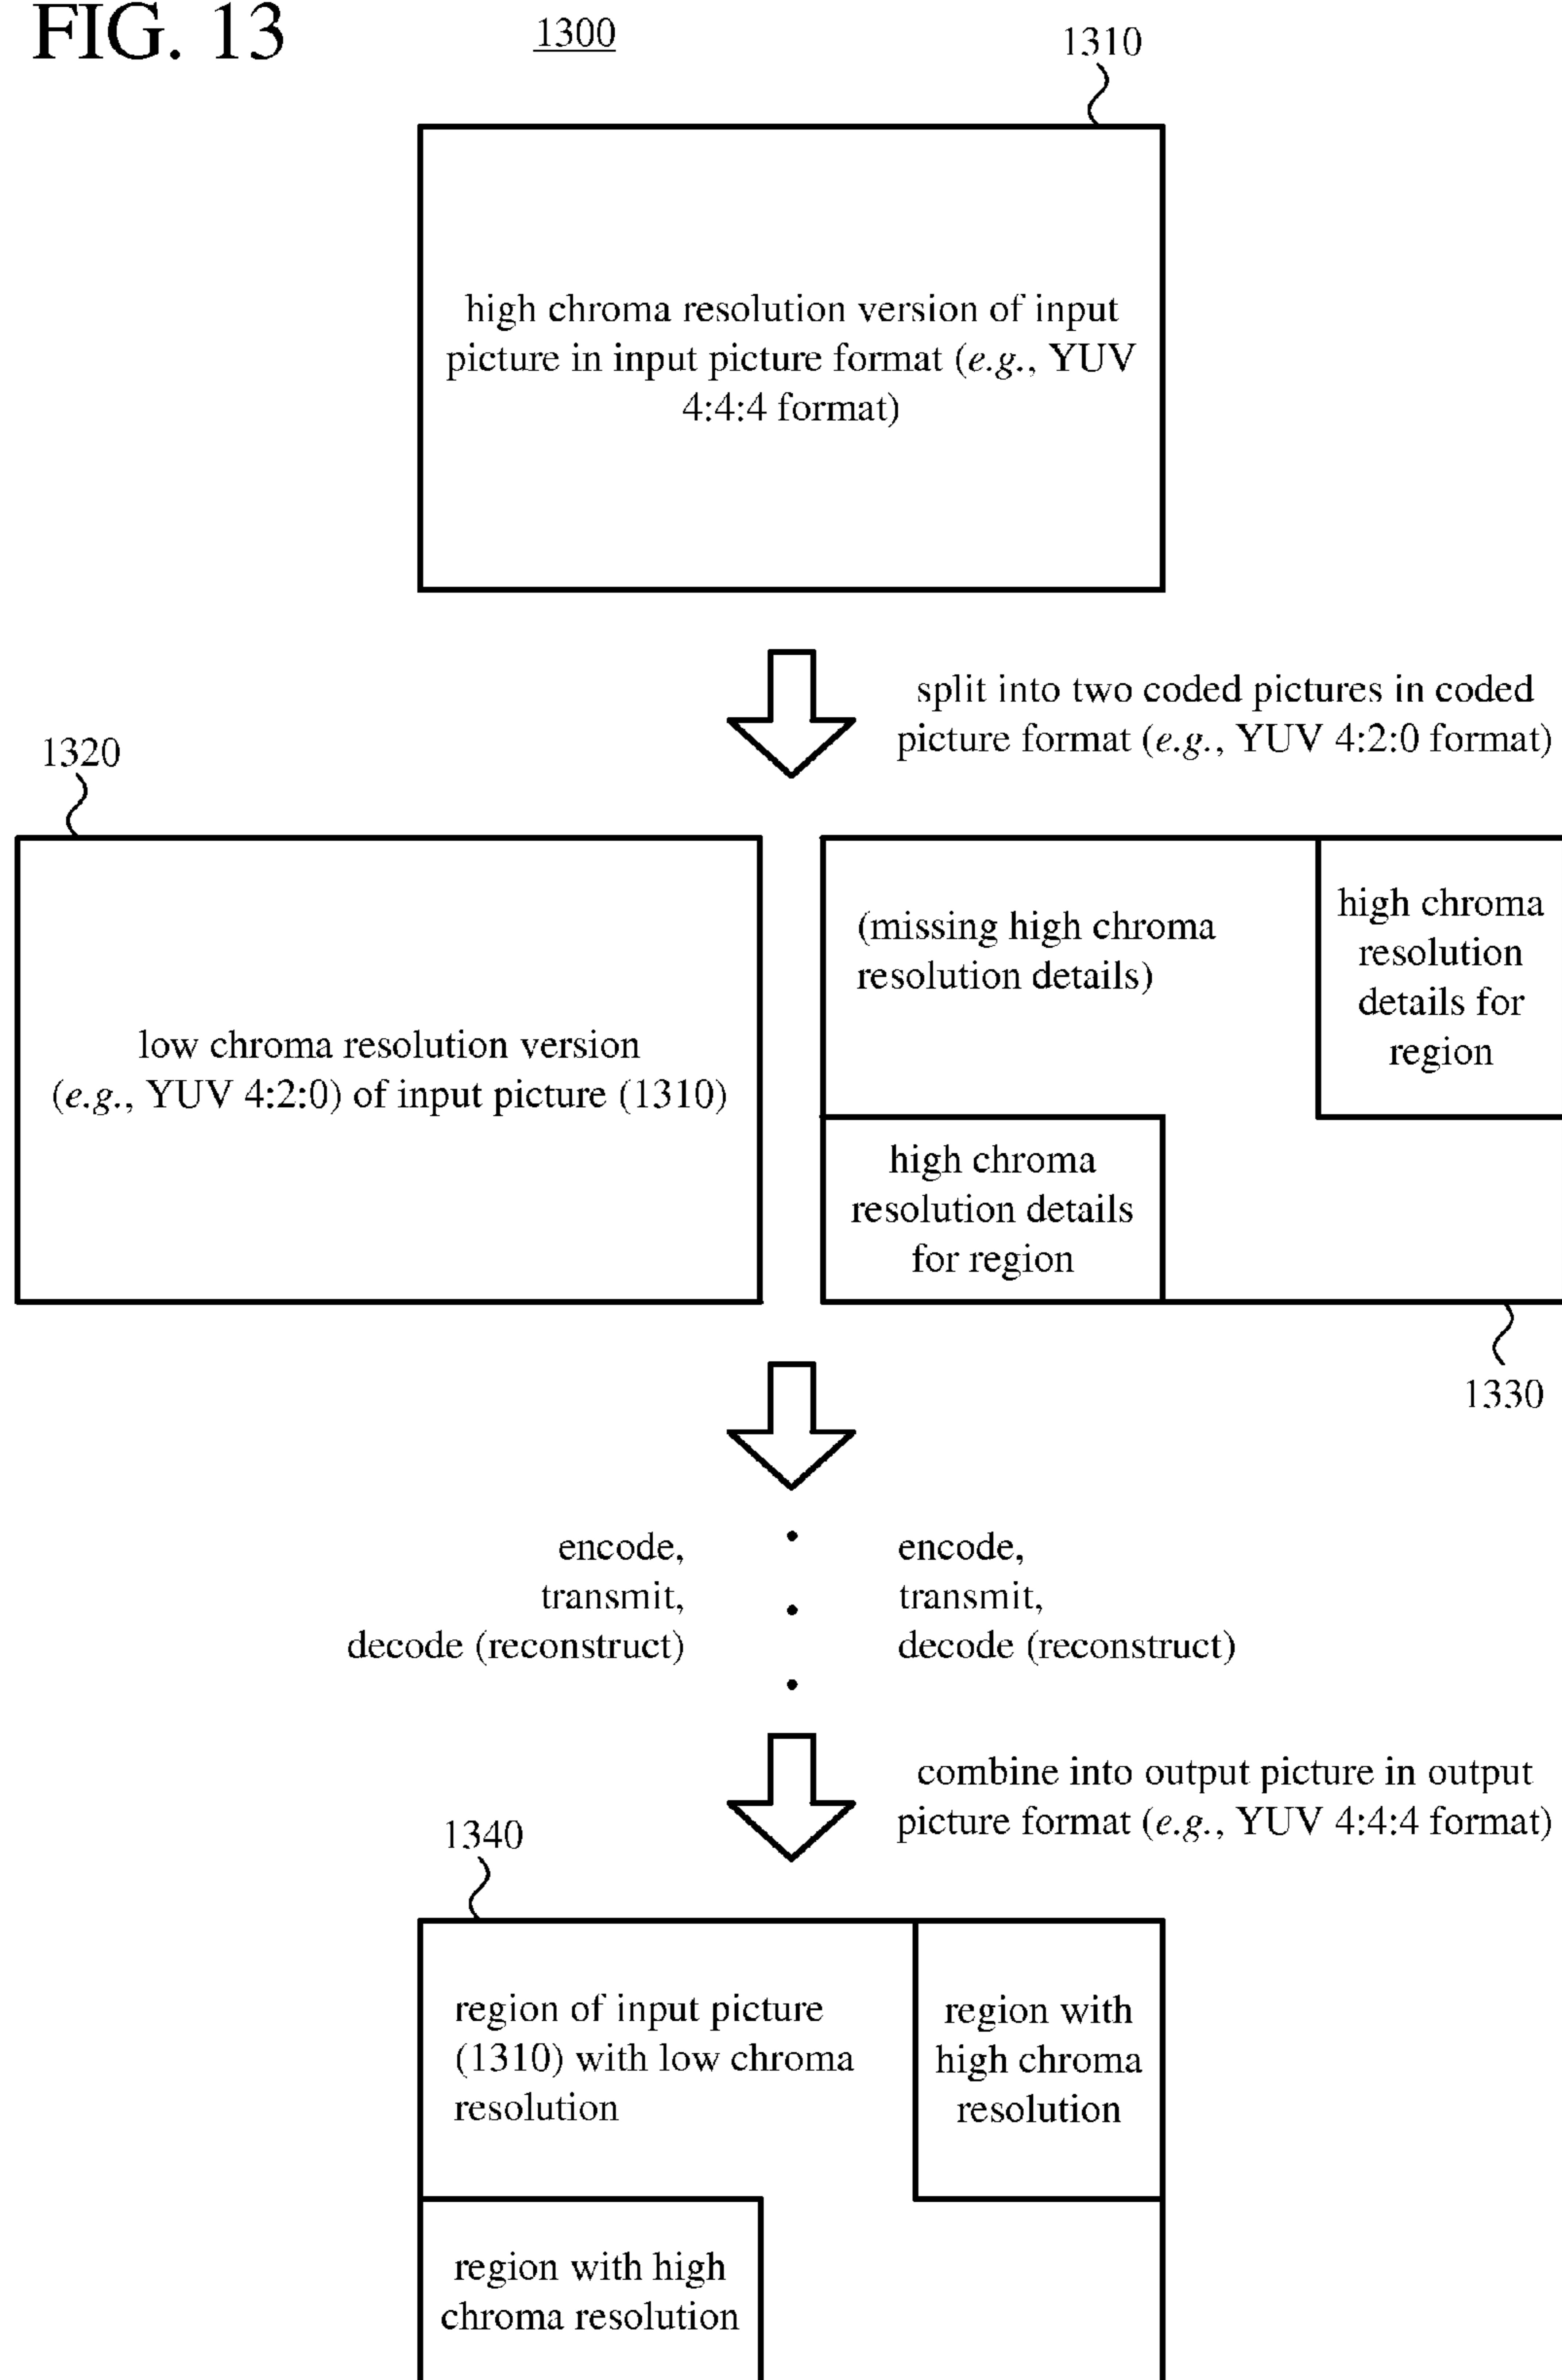 FIG. 13
1300
1310
high chroma resolution version of input
picture in input picture format (e.g., YUV
4:4:4 format)
split into two coded pictures in coded
picture format (e.g., YUV 4:2:0 format)
1320
low chroma resolution version
(e.g., YUV 4:2:0) of input picture (1310)
(missing high chroma
resolution details)
high chroma
resolution
details for
region
high chroma
resolution details
for region
1330
encode,
transmit,
decode (reconstruct)
encode,
transmit,
decode (reconstruct)
combine into output picture in output
picture format (e.g., YUV 4:4:4 format)
1340
region of input picture
(1310) with low chroma
resolution
region with
high chroma
resolution
region with high
chroma resolution